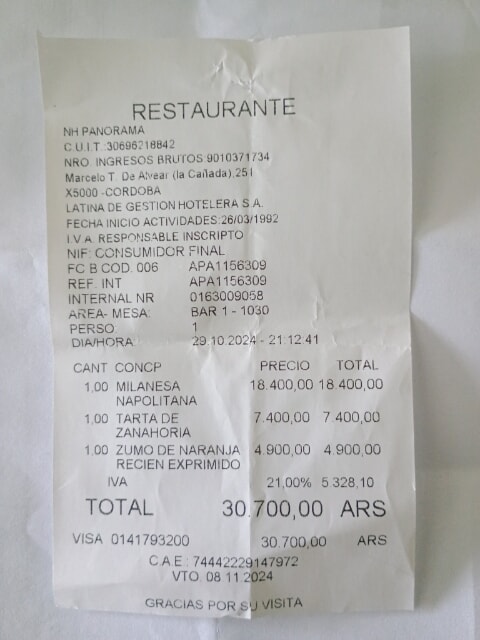 RESTAURANTE
NH PANORAMA
C.U.I.T.:30696218842
NRO. INGRESOS BRUTOS:9010371734
Marcelo T. De Alvear (la Cañada),251
X5000 -CORDOBA
LATINA DE GESTION HOTELERA S.A.
FECHA INICIO ACTIVIDADES:26/03/1992
I.V.A. RESPONSABLE INSCRIPTO
NIF: CONSUMIDOR FINAL
FC B COD. 006 APA1156309
REF. INT APA1156309
INTERNAL NR 0163009058
AREA- MESA: BAR 1 - 1030
PERSO: 1
DIA/HORA: 29.10.2024 - 21:12:41
CANT CONCP PRECIO TOTAL
1,00 MILANESA 18.400,00 18.400,00
NAPOLITANA
1,00 TARTA DE 7.400,00 7.400,00
ZANAHORIA
1,00 ZUMO DE NARANJA 4.900,00 4.900,00
RECIEN EXPRIMIDO
IVA 21,00% 5.328,10
TOTAL 30.700,00 ARS
VISA 0141793200 30.700,00 ARS
C.A.E.: 74442229147972
VTO. 08.11.2024
GRACIAS POR SU VISITA